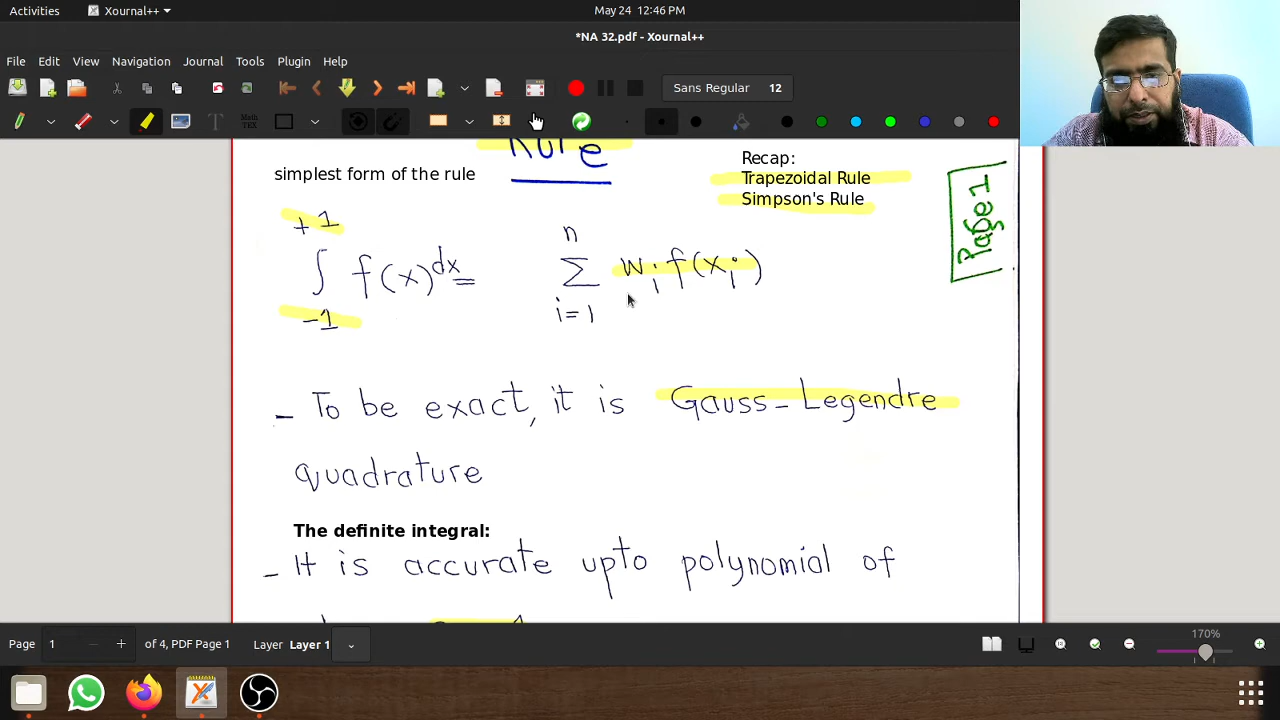 Activities Xournal++ May 24 12:46 PM
*NA 32.pdf - Xournal++
File Edit View Navigation Journal Tools Plugin Help
Sans Regular 12
Math TEX
Rule
simplest form of the rule
Recap:
Trapezoidal Rule
Simpson's Rule
Page 1
+1 ∫ -1 f(x) dx = n Σ i=1 wi f(xi)
- To be exact, it is Gauss-Legendre
quadrature
The definite integral:
- It is accurate upto polynomial of
Page 1 of 4, PDF Page 1 Layer Layer 1 170%